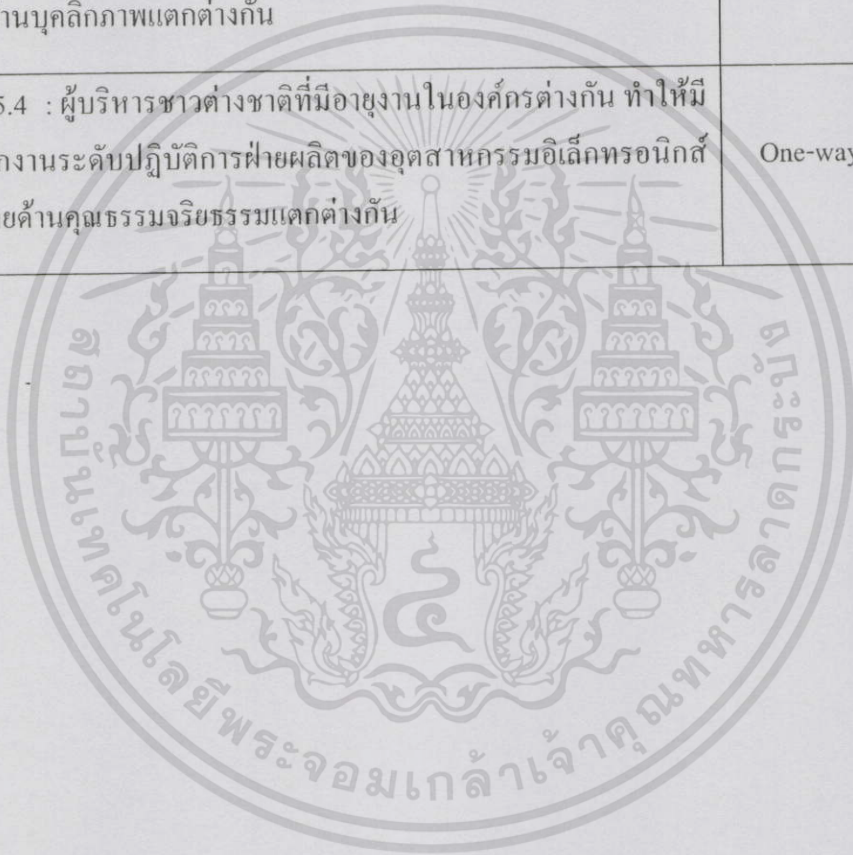 านบุคลิกภาพแตกต่างกัน
5.4 : ผู้บริหารชาวต่างชาติที่มีอายุงานในองค์กรต่างกัน ทำให้มี
กงานระดับปฏิบัติการฝ่ายผลิตของอุตสาหกรรมอิเล็กทรอนิกส์
One-way
ยด้านคุณธรรมจริยธรรมแตกต่างกัน
สถาบันเทคโนโลยีพระจอมเกล้าเจ้าคุณทหารลาดกระบัง